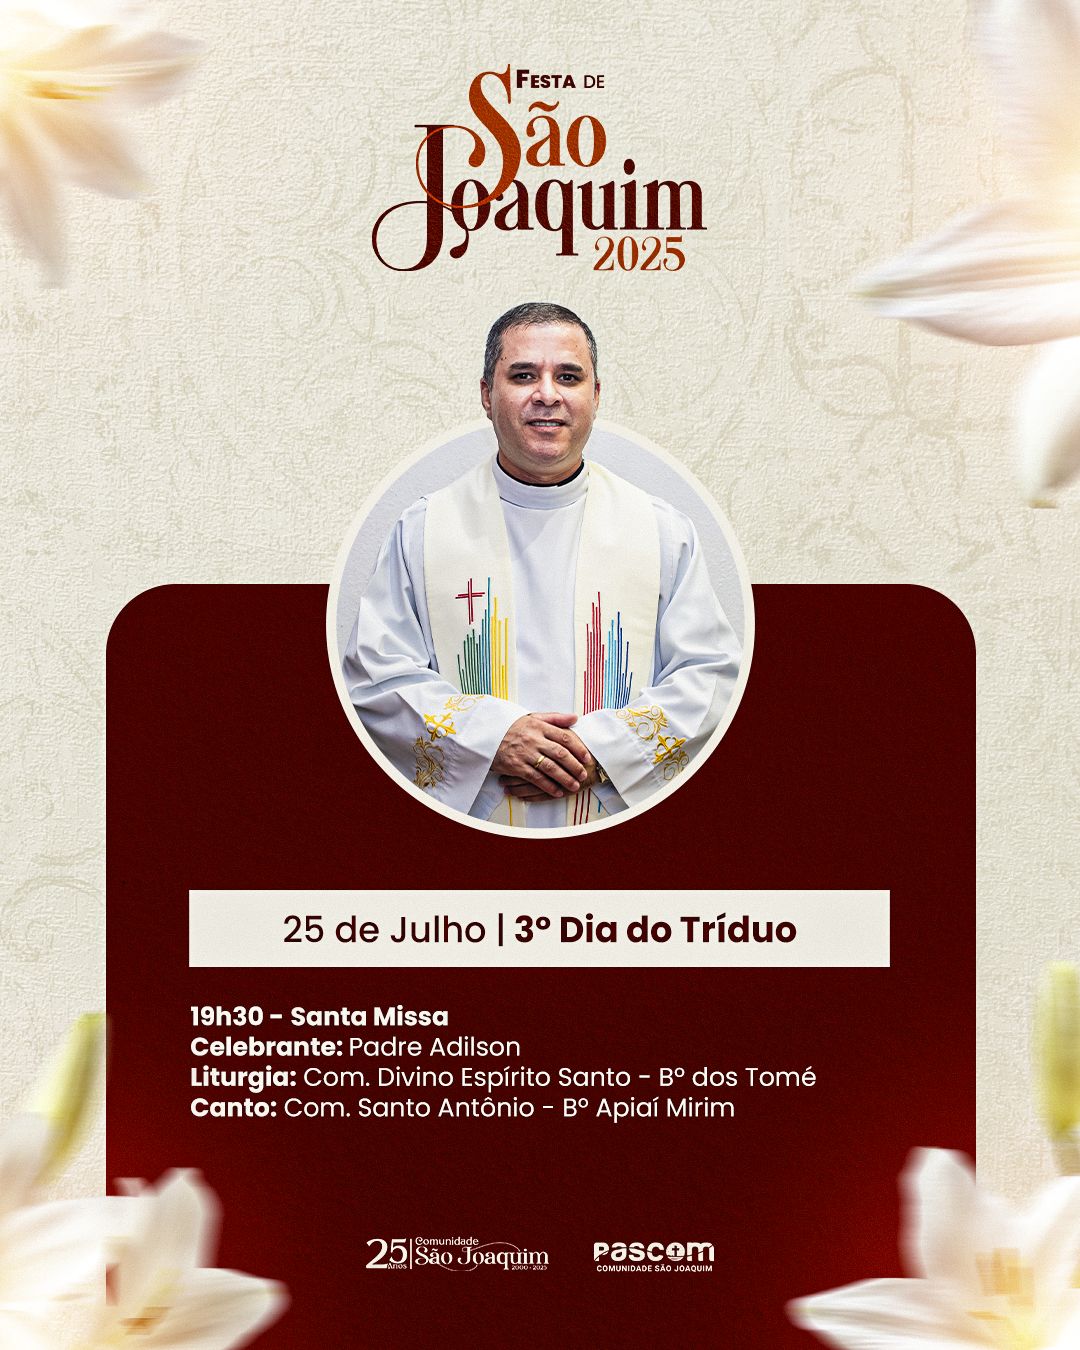 Festa de
São
Joaquim
2025
25 de Julho | 3º Dia do Tríduo
19h30 - Santa Missa
Celebrante: Padre Adilson
Liturgia: Com. Divino Espírito Santo - Bº dos Tomé
Canto: Com. Santo Antônio - Bº Apiaí Mirim
25 Anos
Comunidade
São Joaquim
2000 - 2025
Pascom
COMUNIDADE SÃO JOAQUIM